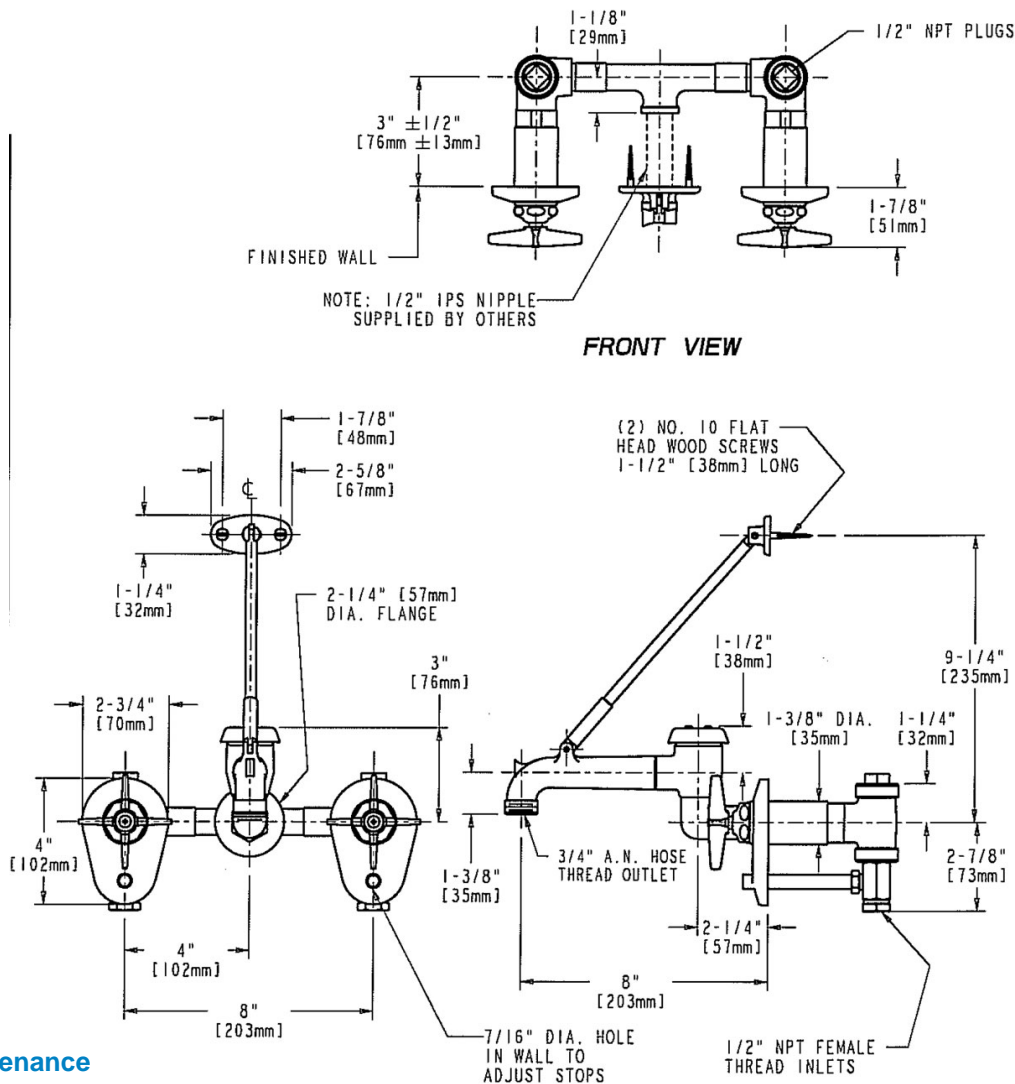 1-1/8"
[29mm]
1/2" NPT PLUGS
3" ±1/2"
[76mm ±13mm]
1-7/8"
[51mm]
FINISHED WALL
NOTE: 1/2" IPS NIPPLE
SUPPLIED BY OTHERS
FRONT VIEW
1-7/8"
[48mm]
2-5/8"
[67mm]
CL
1-1/4"
[32mm]
2-1/4" [57mm]
DIA. FLANGE
3"
[76mm]
2-3/4"
[70mm]
4"
[102mm]
4"
[102mm]
8"
[203mm]
7/16" DIA. HOLE
IN WALL TO
ADJUST STOPS
(2) NO. 10 FLAT
HEAD WOOD SCREWS
1-1/2" [38mm] LONG
1-1/2"
[38mm]
9-1/4"
[235mm]
1-3/8" DIA.
[35mm]
1-1/4"
[32mm]
1-3/8"
[35mm]
3/4" A.N. HOSE
THREAD OUTLET
2-7/8"
[73mm]
2-1/4"
[57mm]
8"
[203mm]
1/2" NPT FEMALE
THREAD INLETS
enance